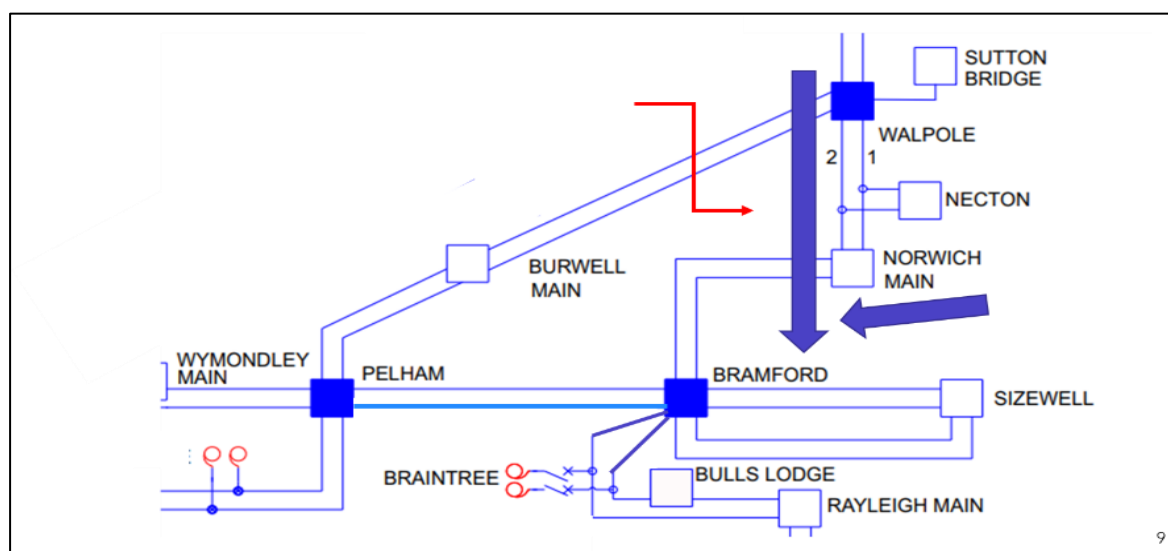 SUTTON
BRIDGE
WALPOLE
2
1
NECTON
NORWICH
MAIN
BURWELL
MAIN
WYMONDLEY
MAIN
PELHAM
BRAMFORD
SIZEWELL
BRAINTREE
BULLS LODGE
RAYLEIGH MAIN
9